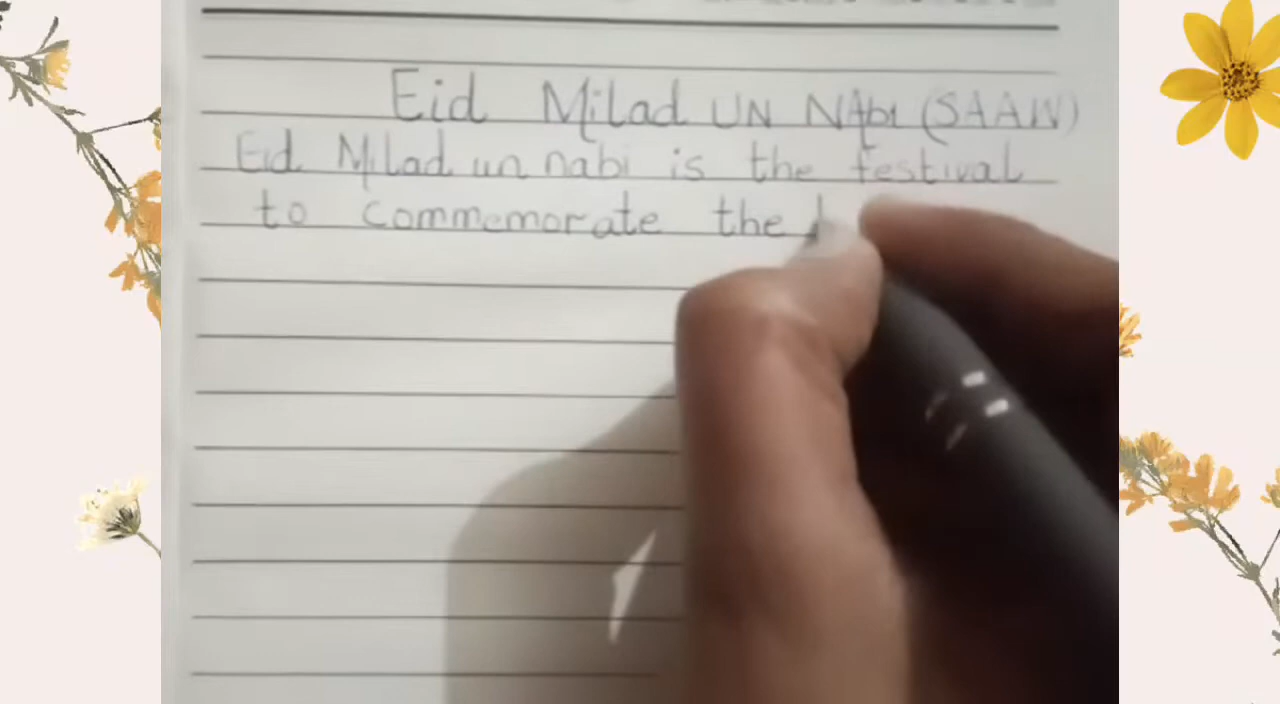 Eid Milad UN NAbi (SAAW)
Eid Milad un nabi is the festival
to commemorate the